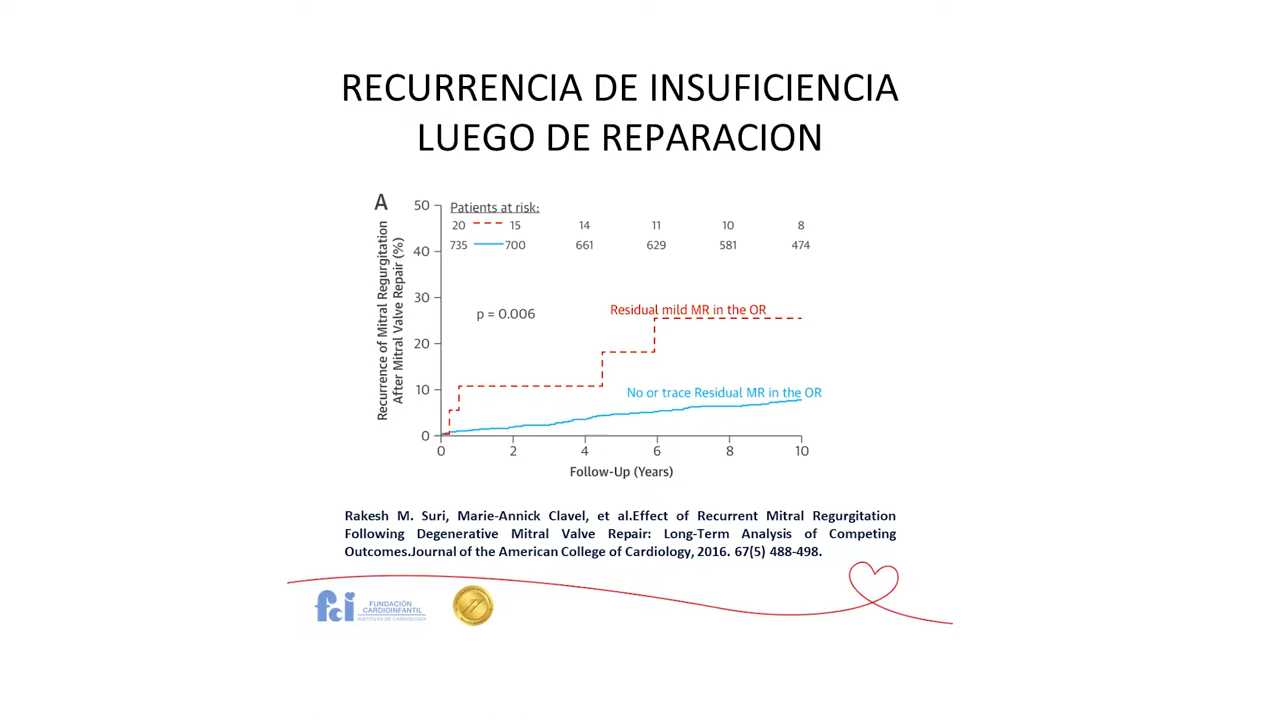 RECURRENCIA DE INSUFICIENCIA
LUEGO DE REPARACION
A
Recurrence of Mitral Regurgitation
After Mitral Valve Repair (%)
50
40
30
20
10
0
Patients at risk:
20 15 14 11 10 8
735 700 661 629 581 474
p = 0.006
Residual mild MR in the OR
No or trace Residual MR in the OR
0 2 4 6 8 10
Follow-Up (Years)
Rakesh M. Suri, Marie-Annick Clavel, et al.Effect of Recurrent Mitral Regurgitation
Following Degenerative Mitral Valve Repair: Long-Term Analysis of Competing
Outcomes.Journal of the American College of Cardiology, 2016. 67(5) 488-498.
fci
FUNDACIÓN
CARDIOINFANTIL
INSTITUTO DE CARDIOLOGÍA